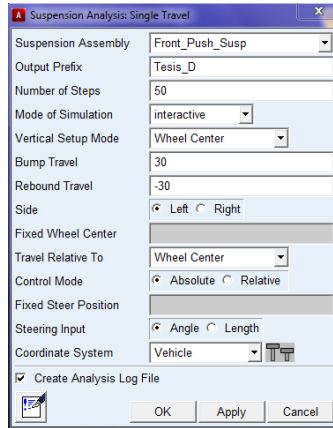 Suspension Analysis: Single Travel
Suspension Assembly Front_Push_Susp
Output Prefix Tesis_D
Number of Steps 50
Mode of Simulation interactive
Vertical Setup Mode Wheel Center
Bump Travel 30
Rebound Travel -30
Side Left Right
Fixed Wheel Center
Travel Relative To Wheel Center
Control Mode Absolute Relative
Fixed Steer Position
Steering Input Angle Length
Coordinate System Vehicle
Create Analysis Log File
OK Apply Cancel